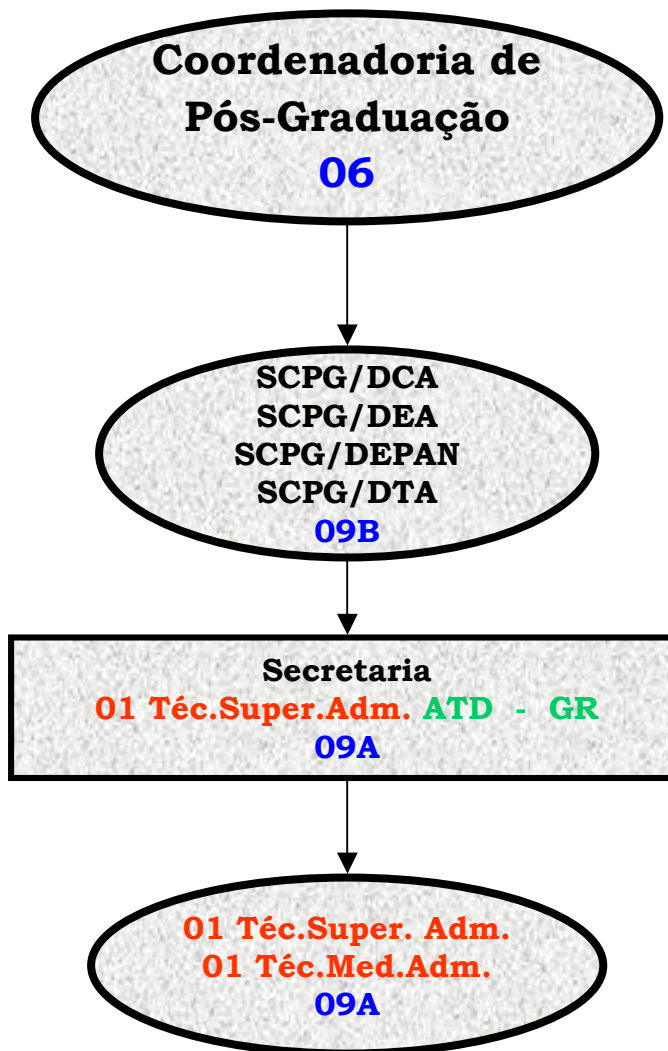 Coordenadoria de
Pós-Graduação
06
SCPG/DCA
SCPG/DEA
SCPG/DEPAN
SCPG/DTA
09B
Secretaria
01 Téc.Super.Adm. ATD - GR
09A
01 Téc.Super. Adm.
01 Téc.Med.Adm.
09A